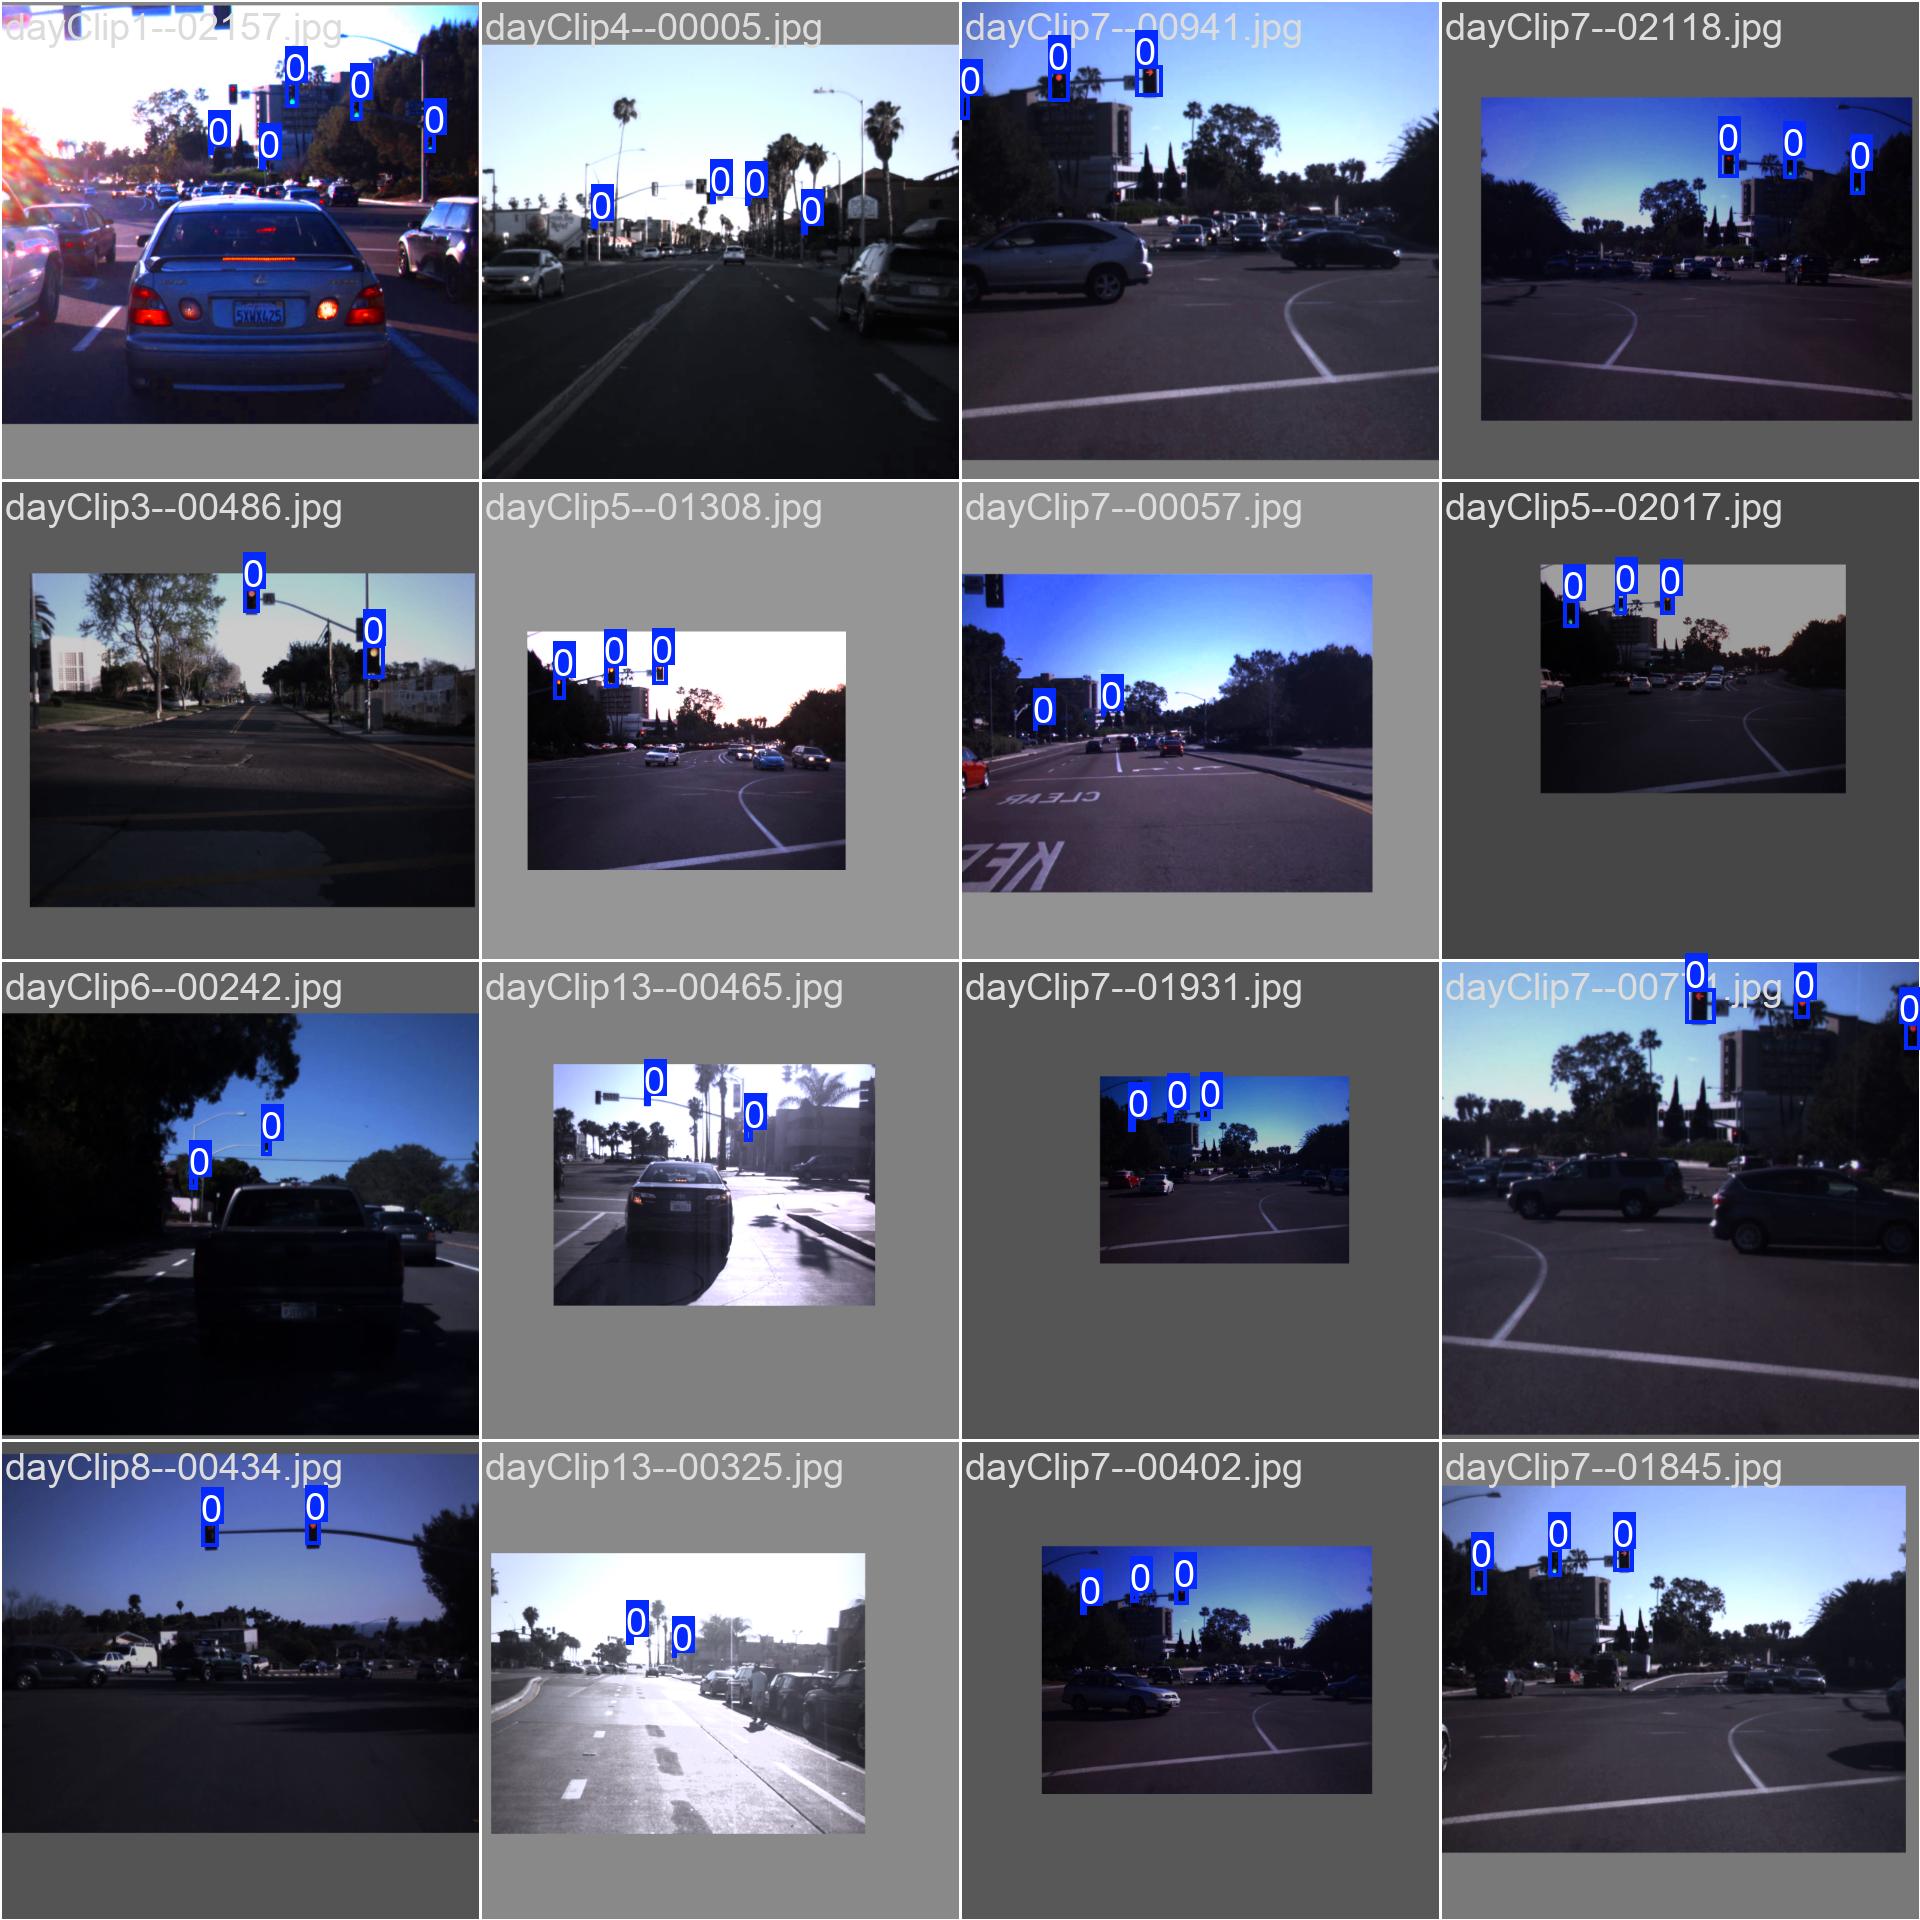 dayClip1--02157.jpg
dayClip4--00005.jpg
dayClip7--00941.jpg
dayClip7--02118.jpg
0 0 0 0 0 0
0 0 0 0
0 0 0
0 0 0
5WXX425
dayClip3--00486.jpg
dayClip5--01308.jpg
dayClip7--00057.jpg
dayClip5--02017.jpg
0 0
0 0 0
0 0
0 0 0
CLEAR
KEE
dayClip6--00242.jpg
dayClip13--00465.jpg
dayClip7--01931.jpg
0 0
0 0
0 0 0
0 0 0
dayClip8--00434.jpg
dayClip13--00325.jpg
dayClip7--00402.jpg
dayClip7--01845.jpg
0 0
0 0
0 0 0
0 0 0